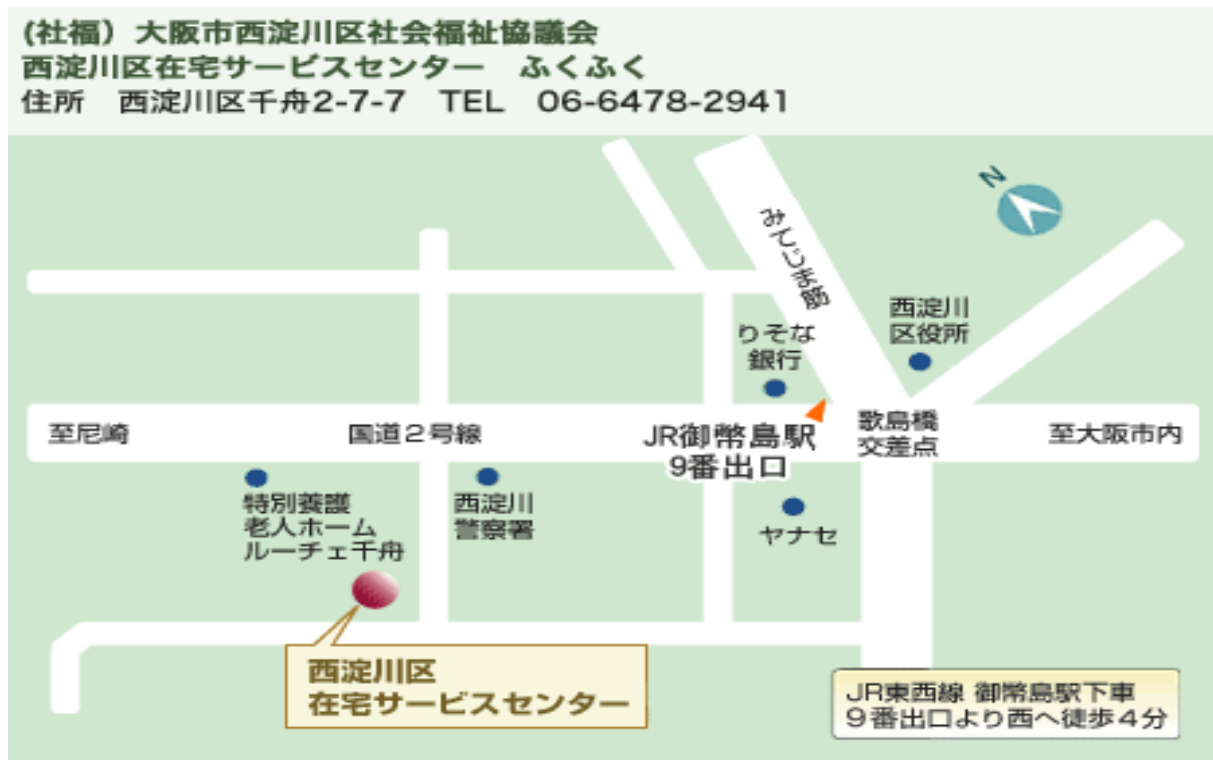 (社福）大阪市西淀川区社会福祉協議会
西淀川区在宅サービスセンター　ふくふく
住所　西淀川区千舟2-7-7　TEL　06-6478-2941
N
みてじま筋
西淀川
区役所
りそな
銀行
至尼崎
国道２号線
JR御幣島駅
9番出口
歌島橋
交差点
至大阪市内
特別養護
老人ホーム
ルーチェ千舟
西淀川
警察署
ヤナセ
西淀川区
在宅サービスセンター
JR東西線 御幣島駅下車
９番出口より西へ徒歩４分